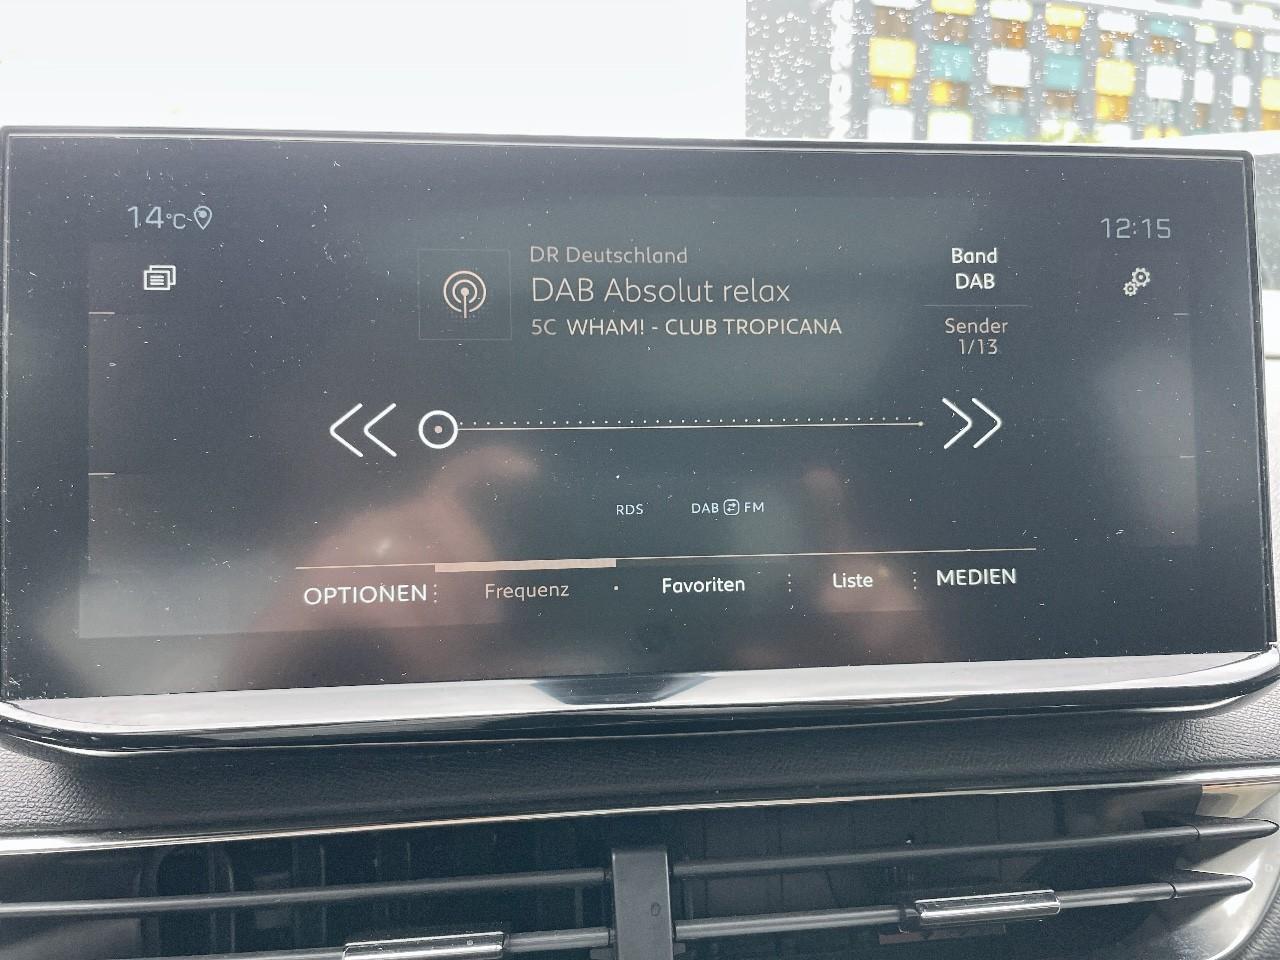 14°C
12:15
DR Deutschland
DAB Absolut relax
5C WHAM! - CLUB TROPICANA
Band
DAB
Sender
1/13
RDS
DAB FM
OPTIONEN
Frequenz
Favoriten
Liste
MEDIEN